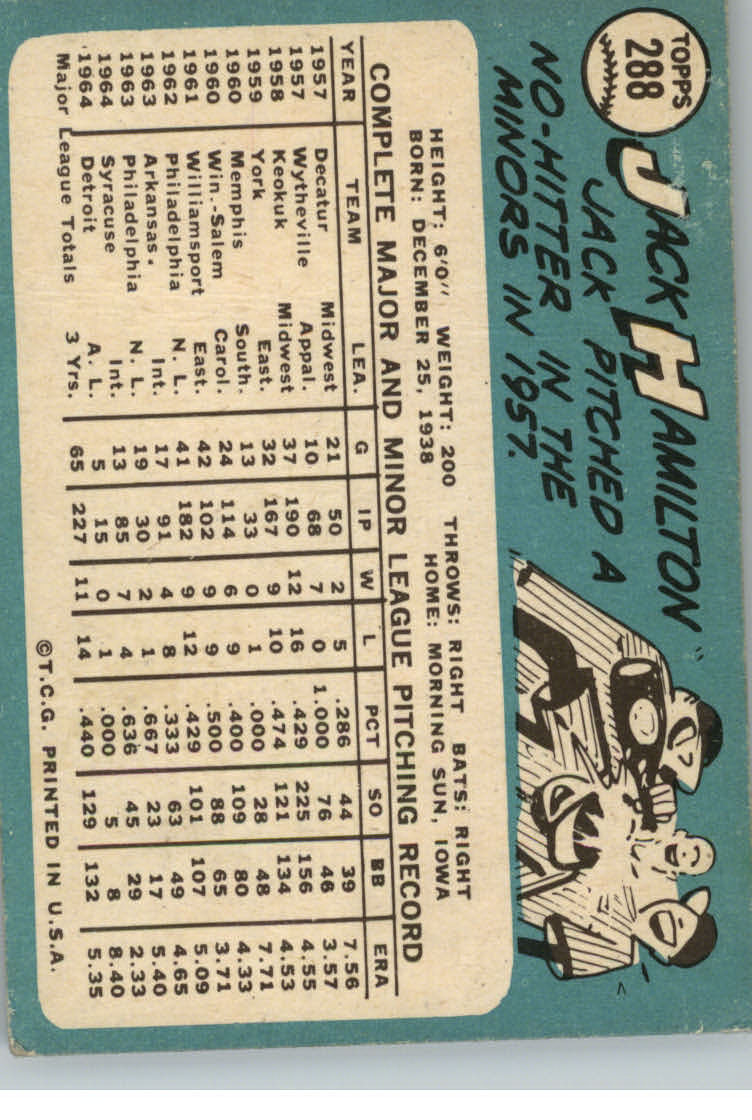 TOPPS
288
JACK HAMILTON
JACK PITCHED A
NO-HITTER IN THE
MINORS IN 1957.
HEIGHT: 6'0" WEIGHT: 200 THROWS: RIGHT BATS: RIGHT
BORN: DECEMBER 25, 1938 HOME: MORNING SUN, IOWA
COMPLETE MAJOR AND MINOR LEAGUE PITCHING RECORD
YEAR TEAM LEA. G IP W L PCT SO BB ERA
1957 Decatur Midwest 21 50 2 5 .286 44 39 7.56
1957 Wytheville Appal. 10 68 7 0 1.000 76 46 3.57
1958 Keokuk Midwest 37 190 12 16 .429 225 156 4.55
1959 York East. 32 167 9 10 .474 121 134 4.53
1960 Memphis South. 13 33 0 1 .000 28 48 7.71
1960 Win.-Salem Carol. 24 114 6 9 .400 109 80 4.33
1961 Williamsport East. 42 102 9 9 .500 88 65 3.71
1962 Philadelphia N. L. 41 182 9 12 .429 101 107 5.09
1963 Arkansas Int. 17 91 4 8 .333 63 49 4.65
1963 Philadelphia N. L. 19 30 2 1 .667 23 17 5.40
1964 Syracuse Int. 13 85 7 4 .636 45 29 2.33
1964 Detroit A. L. 5 15 0 1 .000 5 8 8.40
Major League Totals 3 Yrs. 65 227 11 14 .440 129 132 5.35
©T.C.G. PRINTED IN U.S.A.